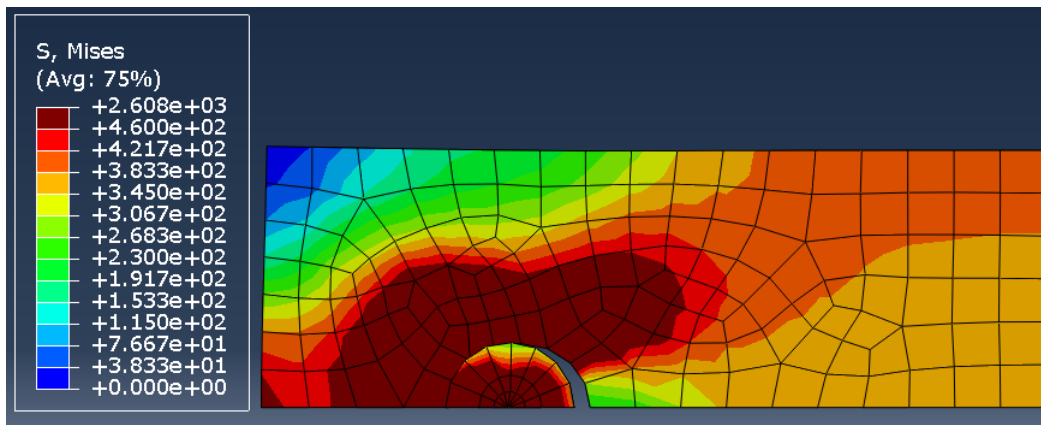 S, Mises
(Avg: 75%)
+2.608e+03
+4.600e+02
+4.217e+02
+3.833e+02
+3.450e+02
+3.067e+02
+2.683e+02
+2.300e+02
+1.917e+02
+1.533e+02
+1.150e+02
+7.667e+01
+3.833e+01
+0.000e+00